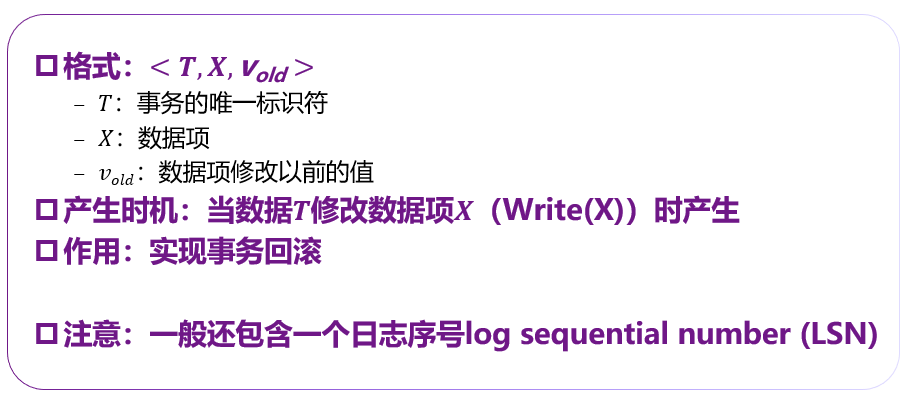 格式：< T, X, v_old >
– T：事务的唯一标识符
– X：数据项
– v_old：数据项修改以前的值
产生时机：当数据T修改数据项X（Write(X)）时产生
作用：实现事务回滚
注意：一般还包含一个日志序号log sequential number (LSN)